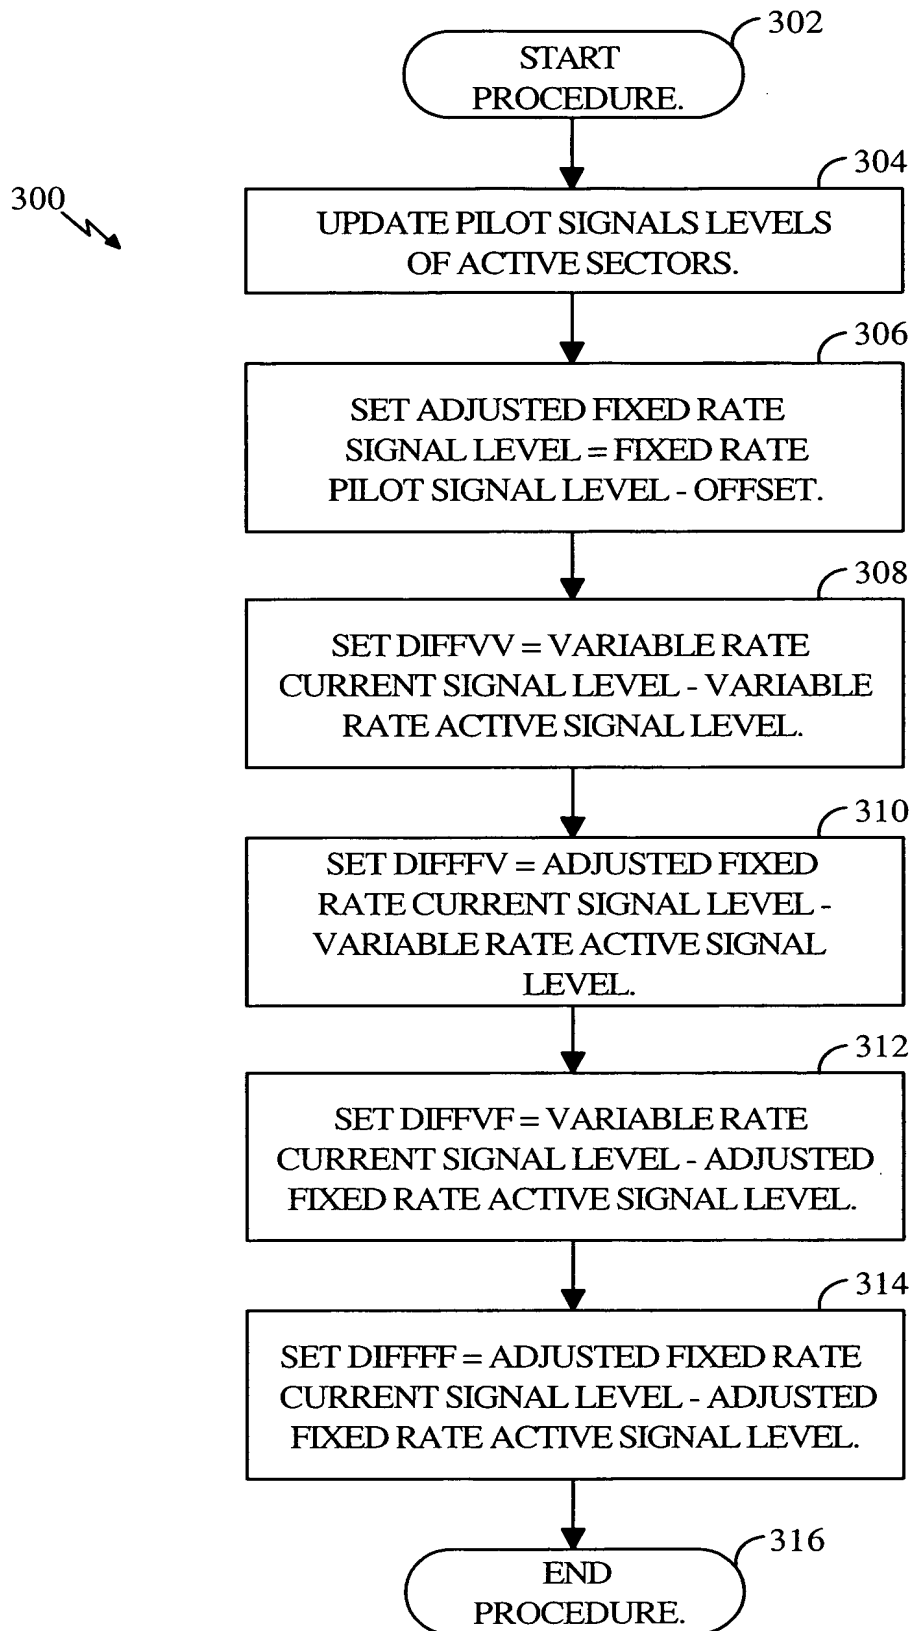 302
START
PROCEDURE.
304
300
UPDATE PILOT SIGNALS LEVELS
OF ACTIVE SECTORS.
306
SET ADJUSTED FIXED RATE
SIGNAL LEVEL = FIXED RATE
PILOT SIGNAL LEVEL - OFFSET.
308
SET DIFFVV = VARIABLE RATE
CURRENT SIGNAL LEVEL - VARIABLE
RATE ACTIVE SIGNAL LEVEL.
310
SET DIFFFV = ADJUSTED FIXED
RATE CURRENT SIGNAL LEVEL -
VARIABLE RATE ACTIVE SIGNAL
LEVEL.
312
SET DIFFVF = VARIABLE RATE
CURRENT SIGNAL LEVEL - ADJUSTED
FIXED RATE ACTIVE SIGNAL LEVEL.
314
SET DIFFFF = ADJUSTED FIXED RATE
CURRENT SIGNAL LEVEL - ADJUSTED
FIXED RATE ACTIVE SIGNAL LEVEL.
316
END
PROCEDURE.